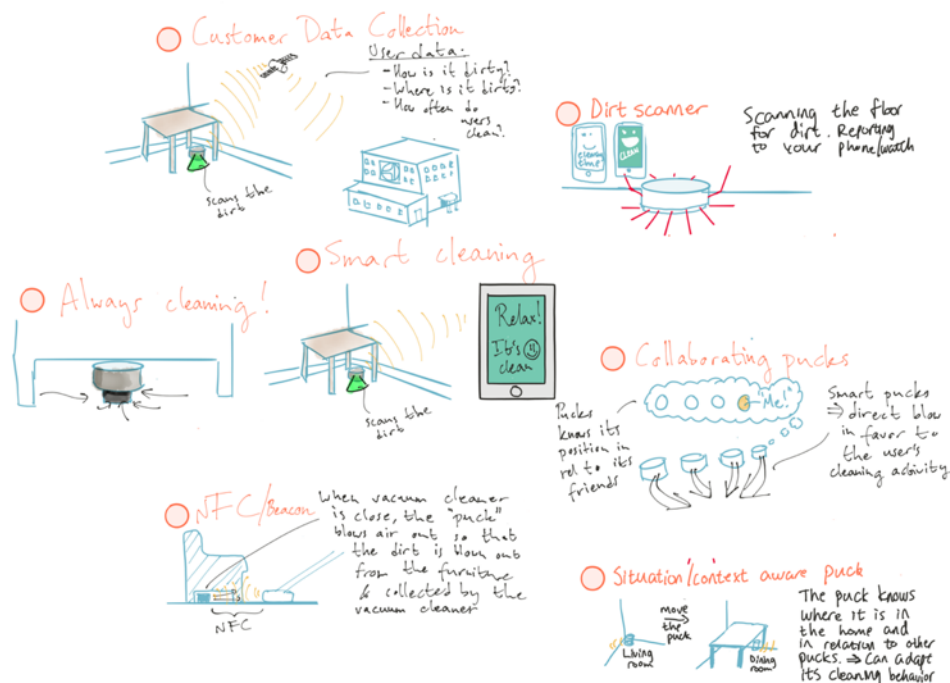 Customer Data Collection
User data:
- How is it dirty?
- Where is it dirty?
- How often do
users
clean?
scans the
dirt
Dirt scanner
cleaning
time
CLEAN
Scanning the floor
for dirt. Reporting
to your phone/watch
Always cleaning!
Smart cleaning
scans the
dirt
Relax!
It's
clean
Collaborating pucks
"Me!"
Pucks
knows its
position in
rel to its
friends
Smart pucks
⇒ direct blow
in favor to
the user's
cleaning activity
NFC/Beacon
When vacuum cleaner
is close, the "puck"
blows air out so that
the dirt is blown out
from the furniture
& collected by the
vacuum cleaner
NFC
Situation/context aware puck
move
the
puck
Living
room
Dining
room
The puck knows
where it is in
the home and
in relation to other
pucks. ⇒ Can adapt
its cleaning behavior